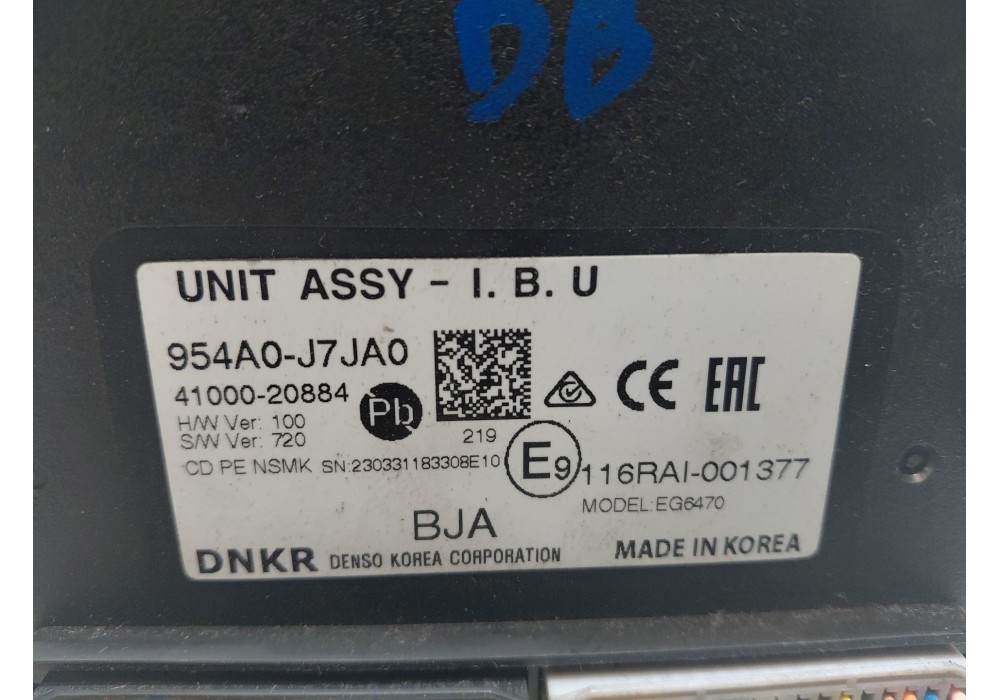 DB
UNIT ASSY - I. B. U
954A0-J7JA0
41000-20884
Pb
H/W Ver: 100
S/W Ver: 720
219
CE EAC
CD PE NSMK SN:230331183308E10
E9 116RAI-001377
MODEL:EG6470
BJA
DNKR DENSO KOREA CORPORATION MADE IN KOREA